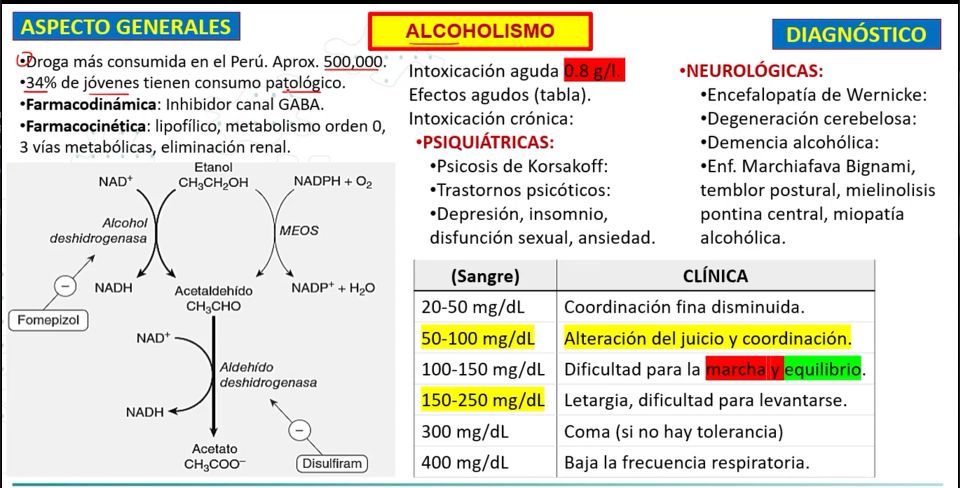 ASPECTO GENERALES
•Droga más consumida en el Perú. Aprox. 500,000.
•34% de jóvenes tienen consumo patológico.
•Farmacodinámica: Inhibidor canal GABA.
•Farmacocinética: lipofílico, metabolismo orden 0,
3 vías metabólicas, eliminación renal.
NAD⁺
Etanol
CH₃CH₂OH
NADPH + O₂
Alcohol
deshidrogenasa
MEOS
NADH
Acetaldehído
CH₃CHO
NADP⁺ + H₂O
Fomepizol
NAD⁺
Aldehído
deshidrogenasa
NADH
Acetato
CH₃COO⁻
Disulfiram
ALCOHOLISMO
Intoxicación aguda 0.8 g/l.
Efectos agudos (tabla).
Intoxicación crónica:
•PSIQUIÁTRICAS:
•Psicosis de Korsakoff:
•Trastornos psicóticos:
•Depresión, insomnio,
disfunción sexual, ansiedad.
DIAGNÓSTICO
•NEUROLÓGICAS:
•Encefalopatía de Wernicke:
•Degeneración cerebelosa:
•Demencia alcohólica:
•Enf. Marchiafava Bignami,
temblor postural, mielinolisis
pontina central, miopatía
alcohólica.
(Sangre) CLÍNICA
20-50 mg/dL Coordinación fina disminuida.
50-100 mg/dL Alteración del juicio y coordinación.
100-150 mg/dL Dificultad para la marcha y equilibrio.
150-250 mg/dL Letargia, dificultad para levantarse.
300 mg/dL Coma (si no hay tolerancia)
400 mg/dL Baja la frecuencia respiratoria.